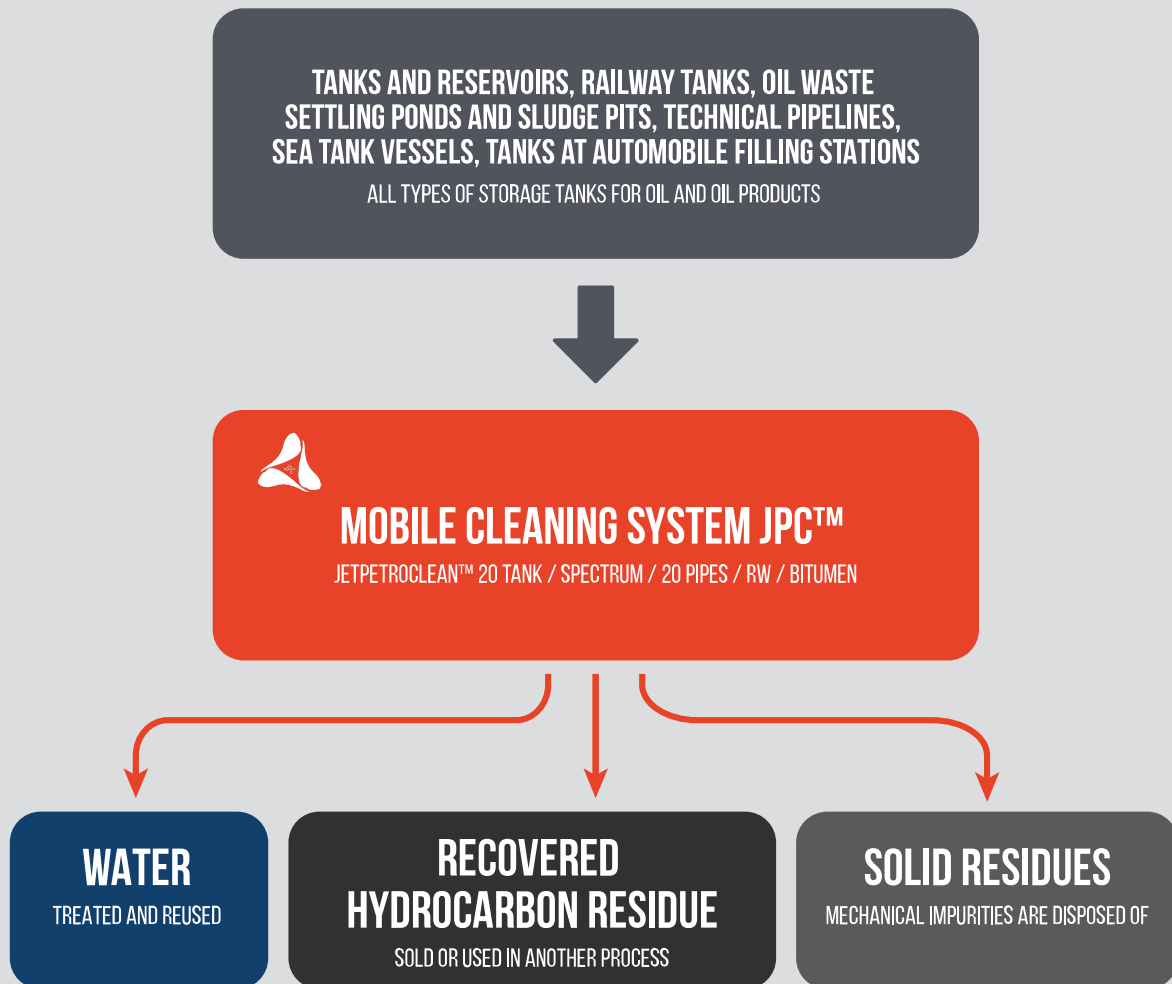 TANKS AND RESERVOIRS, RAILWAY TANKS, OIL WASTE
SETTLING PONDS AND SLUDGE PITS, TECHNICAL PIPELINES,
SEA TANK VESSELS, TANKS AT AUTOMOBILE FILLING STATIONS
ALL TYPES OF STORAGE TANKS FOR OIL AND OIL PRODUCTS
MOBILE CLEANING SYSTEM JPC™
JETPETROCLEAN™ 20 TANK / SPECTRUM / 20 PIPES / RW / BITUMEN
WATER
TREATED AND REUSED
RECOVERED
HYDROCARBON RESIDUE
SOLD OR USED IN ANOTHER PROCESS
SOLID RESIDUES
MECHANICAL IMPURITIES ARE DISPOSED OF